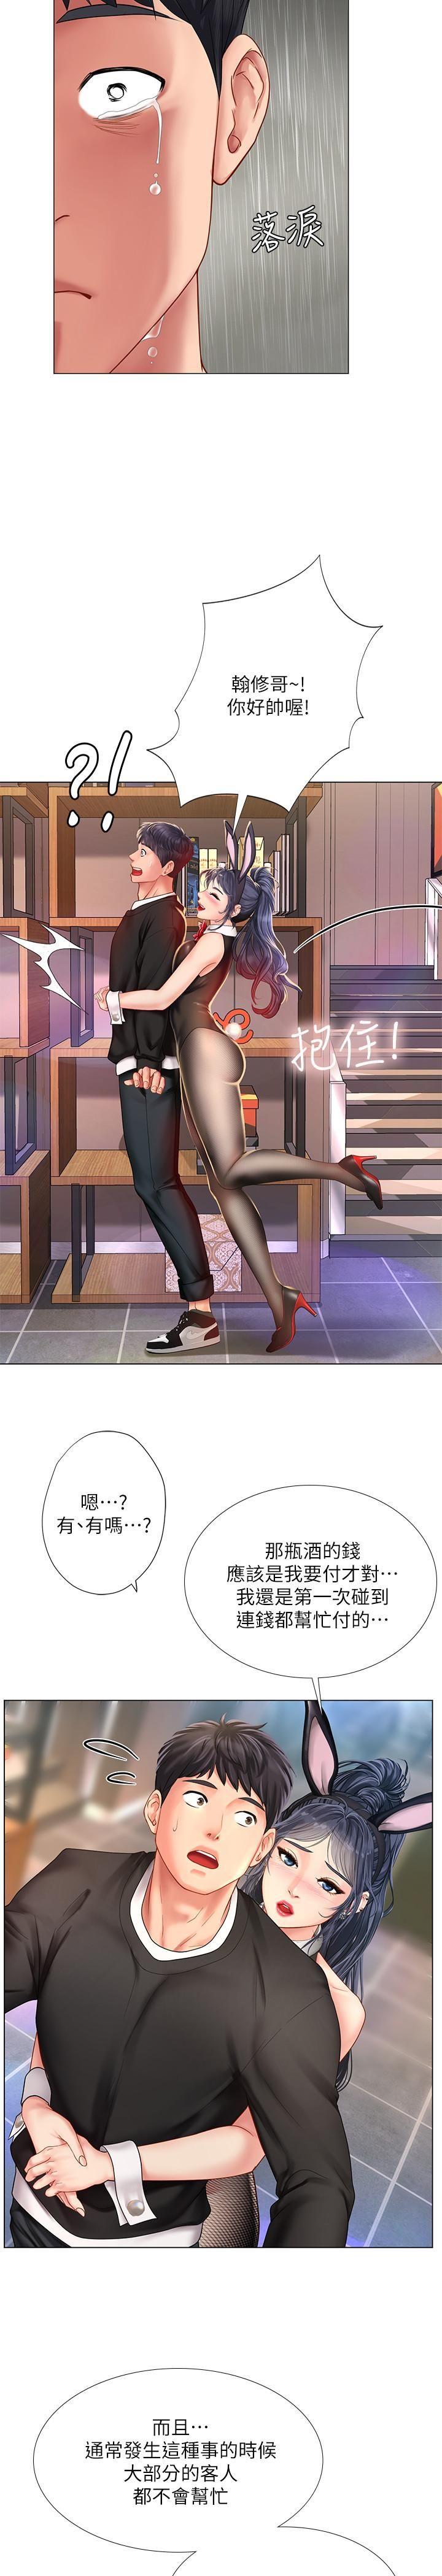 落淚
翰修哥~!
你好帥喔!
?!
抱住!
嗯…?
有、有嗎…?
那瓶酒的錢
應該是我要付才對…
我還是第一次碰到
連錢都幫忙付的…
而且…
通常發生這種事的時候
大部分的客人
都不會幫忙